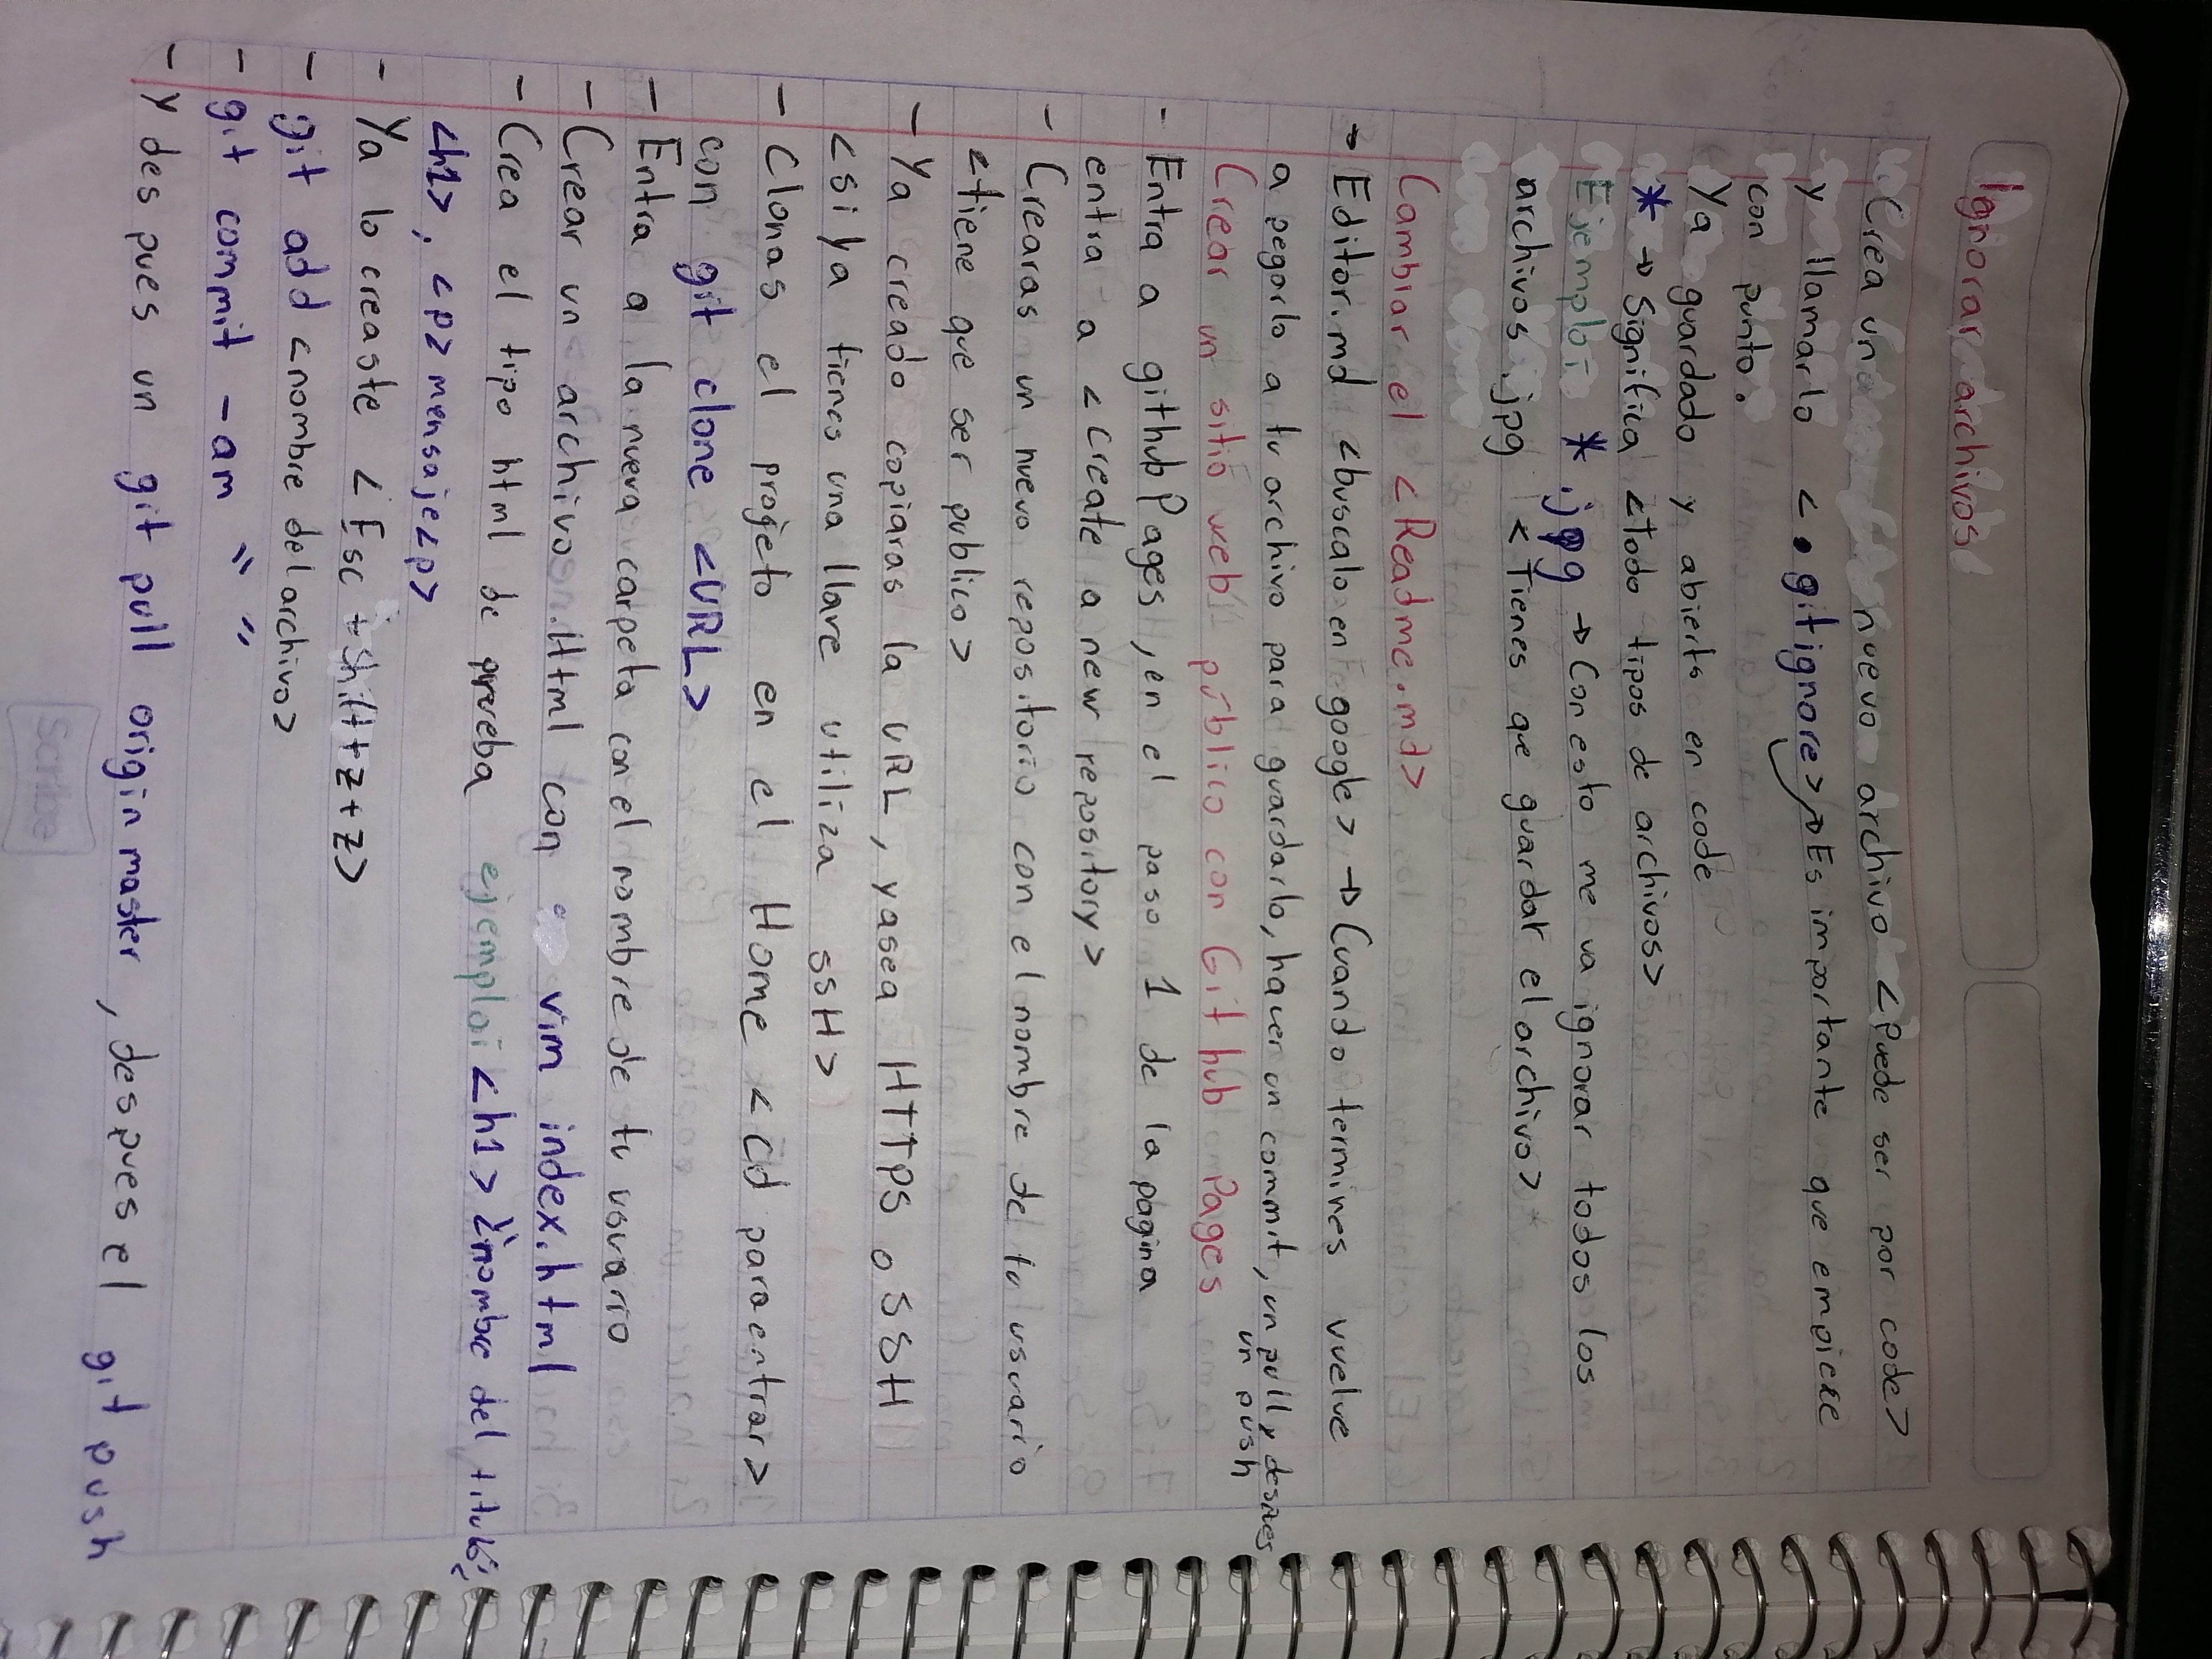 Ignorar archivos
Crea un nuevo archivo <Puede ser por code>
y llamarlo <.gitignore> → Es importante que empiece
con punto.
Ya guardado y abierto en code
* → Significa <Todo tipos de archivos>
Ejemplo: *.jpg → Con esto me va ignorar todos los
archivos .jpg <Tienes que guardar el archivo>
Cambiar el <Readme.md>
- Editor.md <buscalo en google> → Cuando termines vuelve
a pegarlo a tu archivo para guardarlo, hacer un commit, un pull y despues
un push
Crear un sitio web público con Git hub Pages
- Entra a github Pages, en el paso 1 de la pagina
entra a <Create a new repository>
- Crearas un nuevo repositorio con el nombre de tu usuario
<tiene que ser publico>
- Ya creado copiaras la URL, ya sea HTTPS o SSH
<si ya tienes una llave utiliza SSH>
- Clonas el projeto en el Home <cd para entrar>
con git clone <URL>
- Entra a la nueva carpeta con el nombre de tu usuario
- Crear un archivo .Html con vim index.html
- Crea el tipo html de prueba ejemplo: <h1> "nombre del titulo"
<h1>, <p> mensaje<p>
- Ya lo creaste <Esc + Shift + z + z>
- git add <nombre del archivo>
- git commit -am " "
- Y des pues un git pull origin master, despues el git push
Scribe